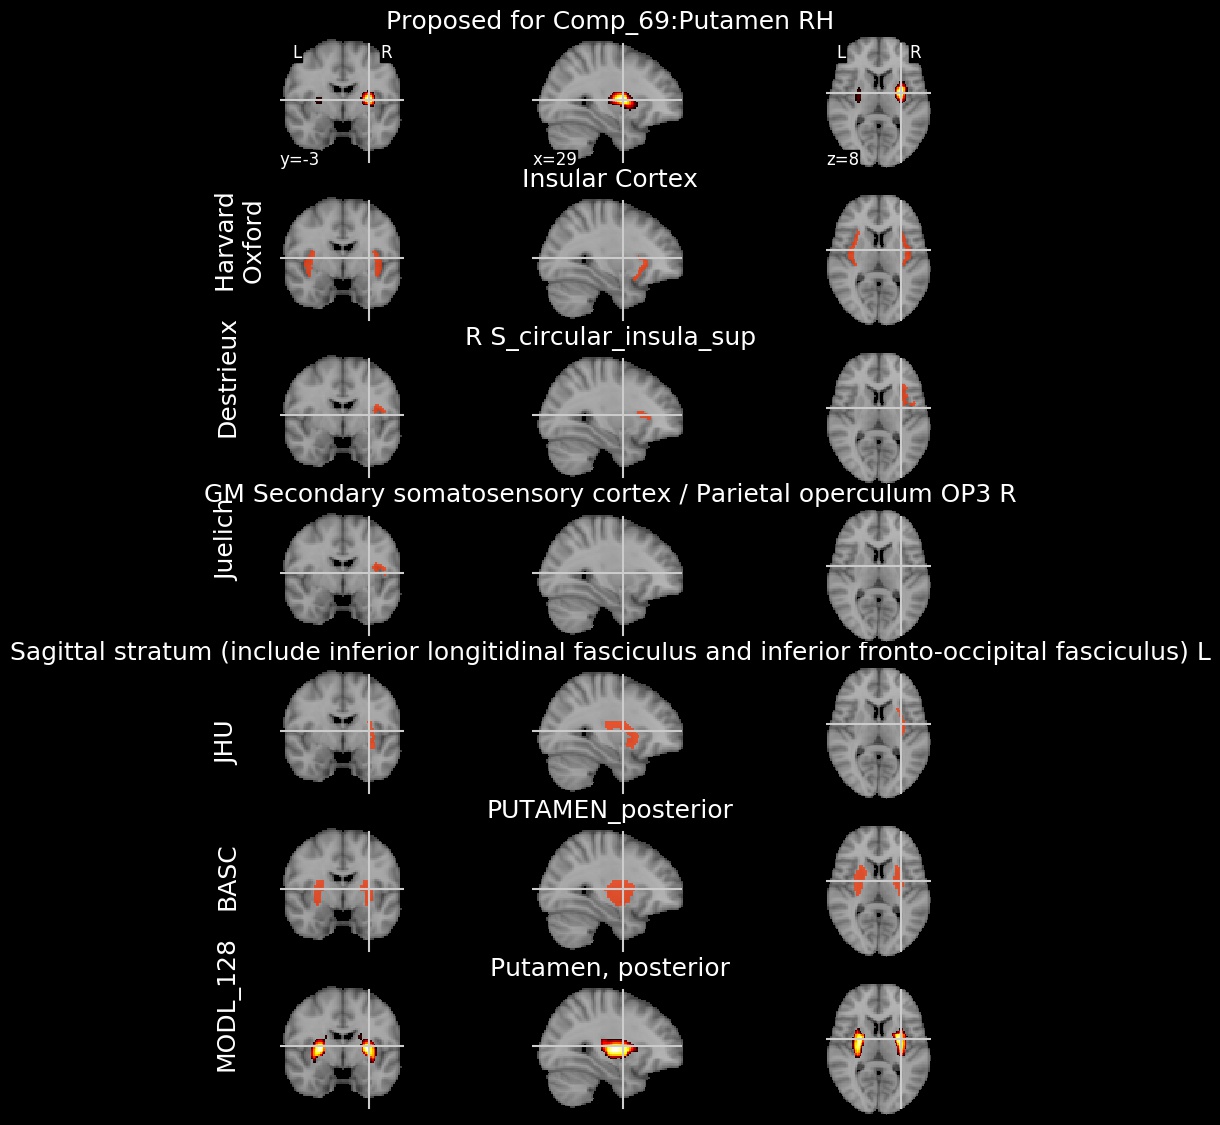 Proposed for Comp_69:Putamen RH
L R L R
y=-3 x=29 z=8
Insular Cortex
Harvard
Oxford
R S_circular_insula_sup
Destrieux
GM Secondary somatosensory cortex / Parietal operculum OP3 R
Juelich
Sagittal stratum (include inferior longitidinal fasciculus and inferior fronto-occipital fasciculus) L
JHU
PUTAMEN_posterior
BASC
Putamen, posterior
MODL_128